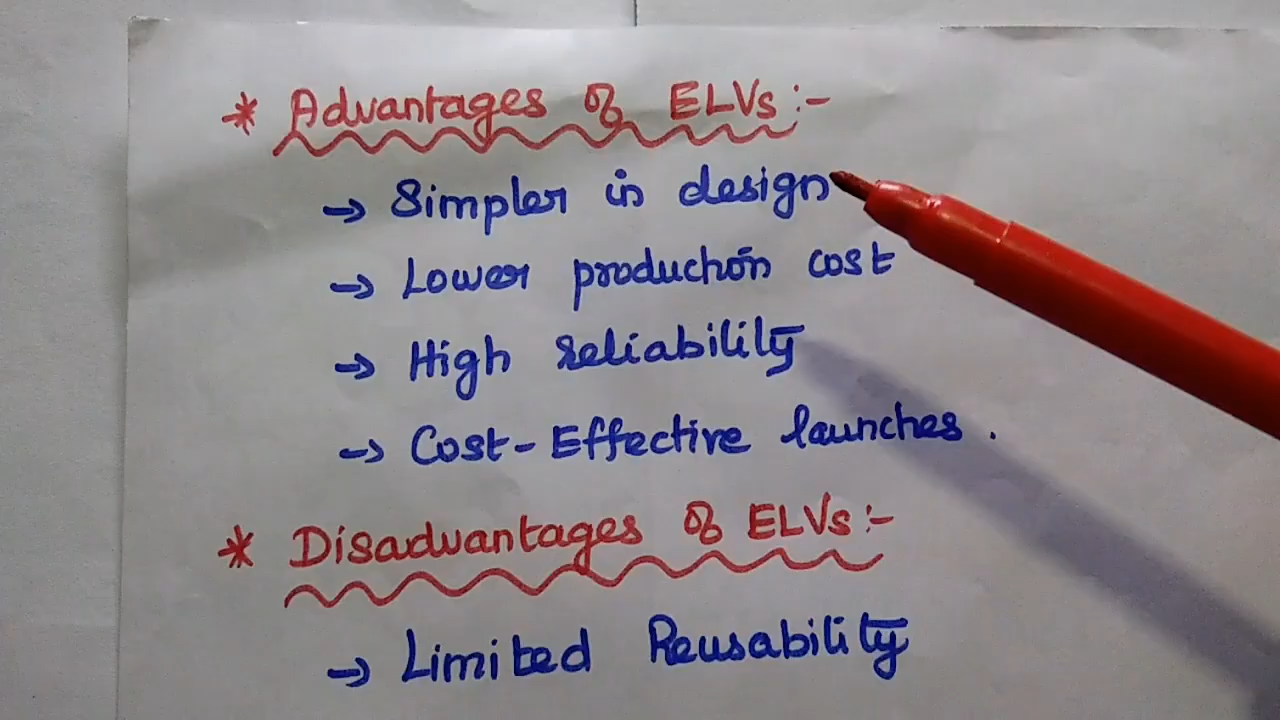 * Advantages of ELVs:-
→ Simpler in design
→ Lower production cost
→ High reliability
→ Cost-Effective launches.
* Disadvantages of ELVs:-
→ Limited Reusability